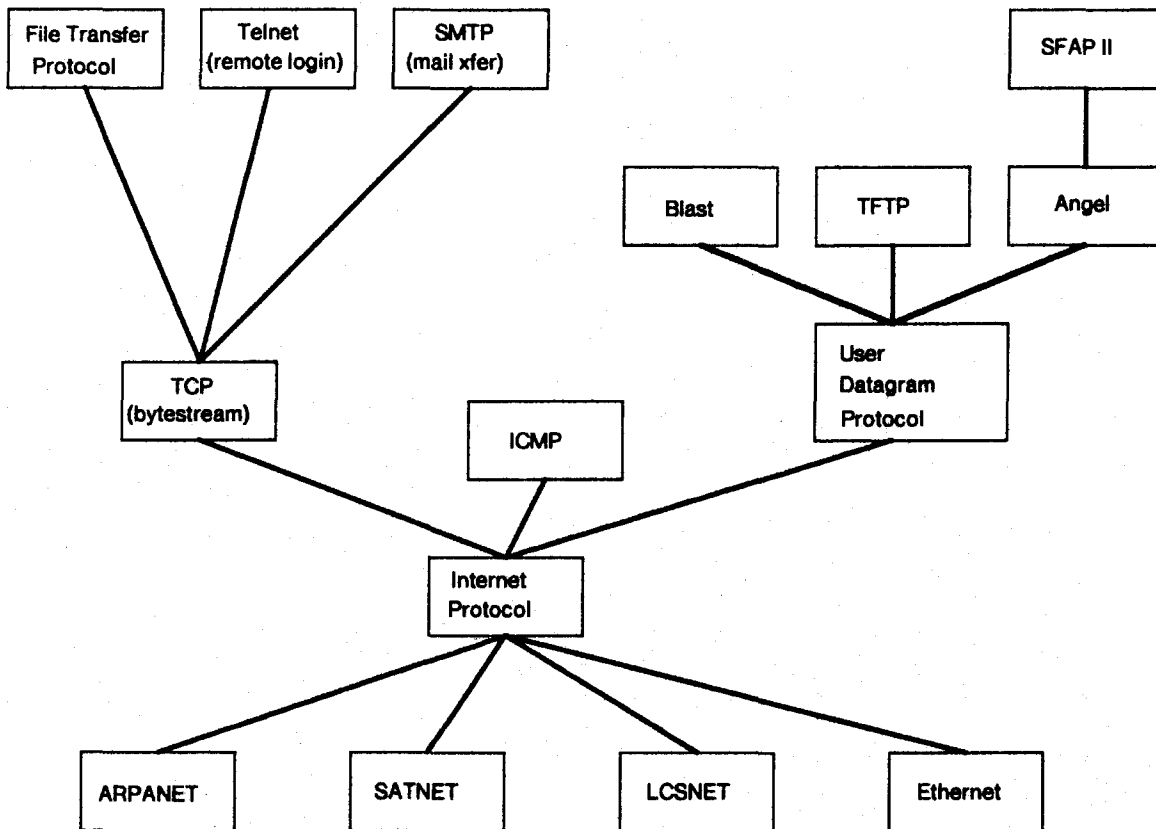 File Transfer
Protocol
Telnet
(remote login)
SMTP
(mail xfer)
SFAP II
Blast
TFTP
Angel
TCP
(bytestream)
ICMP
User
Datagram
Protocol
Internet
Protocol
ARPANET
SATNET
LCSNET
Ethernet